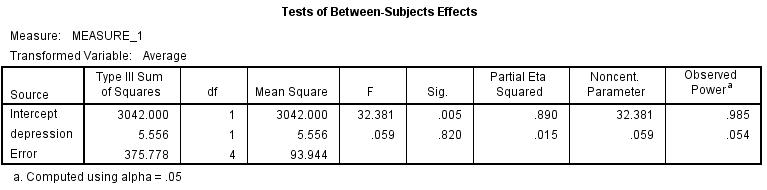 Tests of Between-Subjects Effects
Measure: MEASURE_1
Transformed Variable: Average
Source Type III Sum of Squares df Mean Square F Sig. Partial Eta Squared Noncent. Parameter Observed Power a
Intercept 3042.000 1 3042.000 32.381 .005 .890 32.381 .985
depression 5.556 1 5.556 .059 .820 .015 .059 .054
Error 375.778 4 93.944
a. Computed using alpha = .05